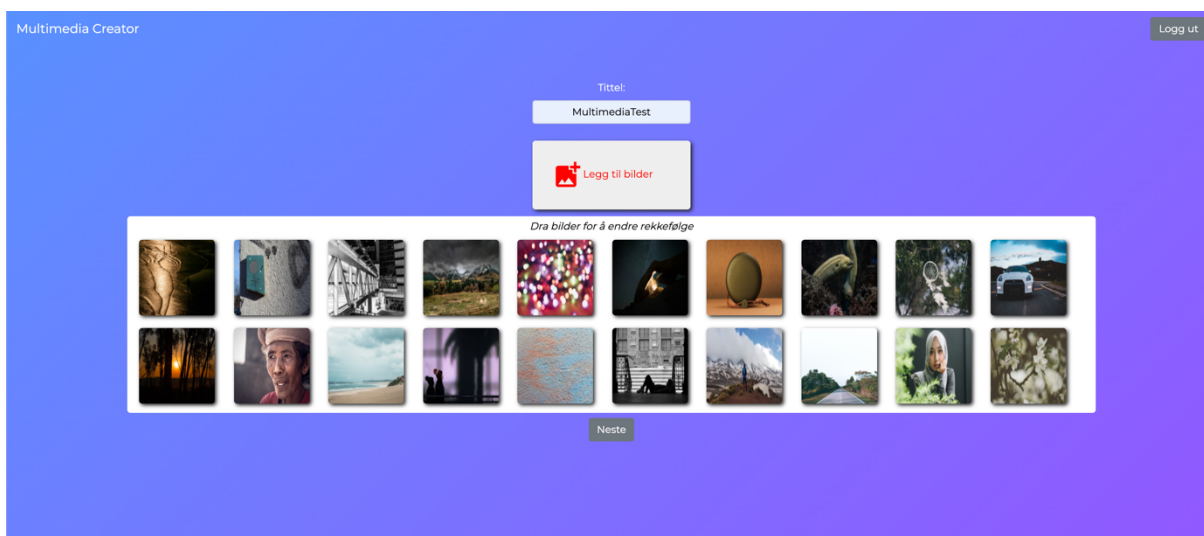 Multimedia Creator
Logg ut
Tittel:
MultimediaTest
Legg til bilder
Dra bilder for å endre rekkefølge
Neste